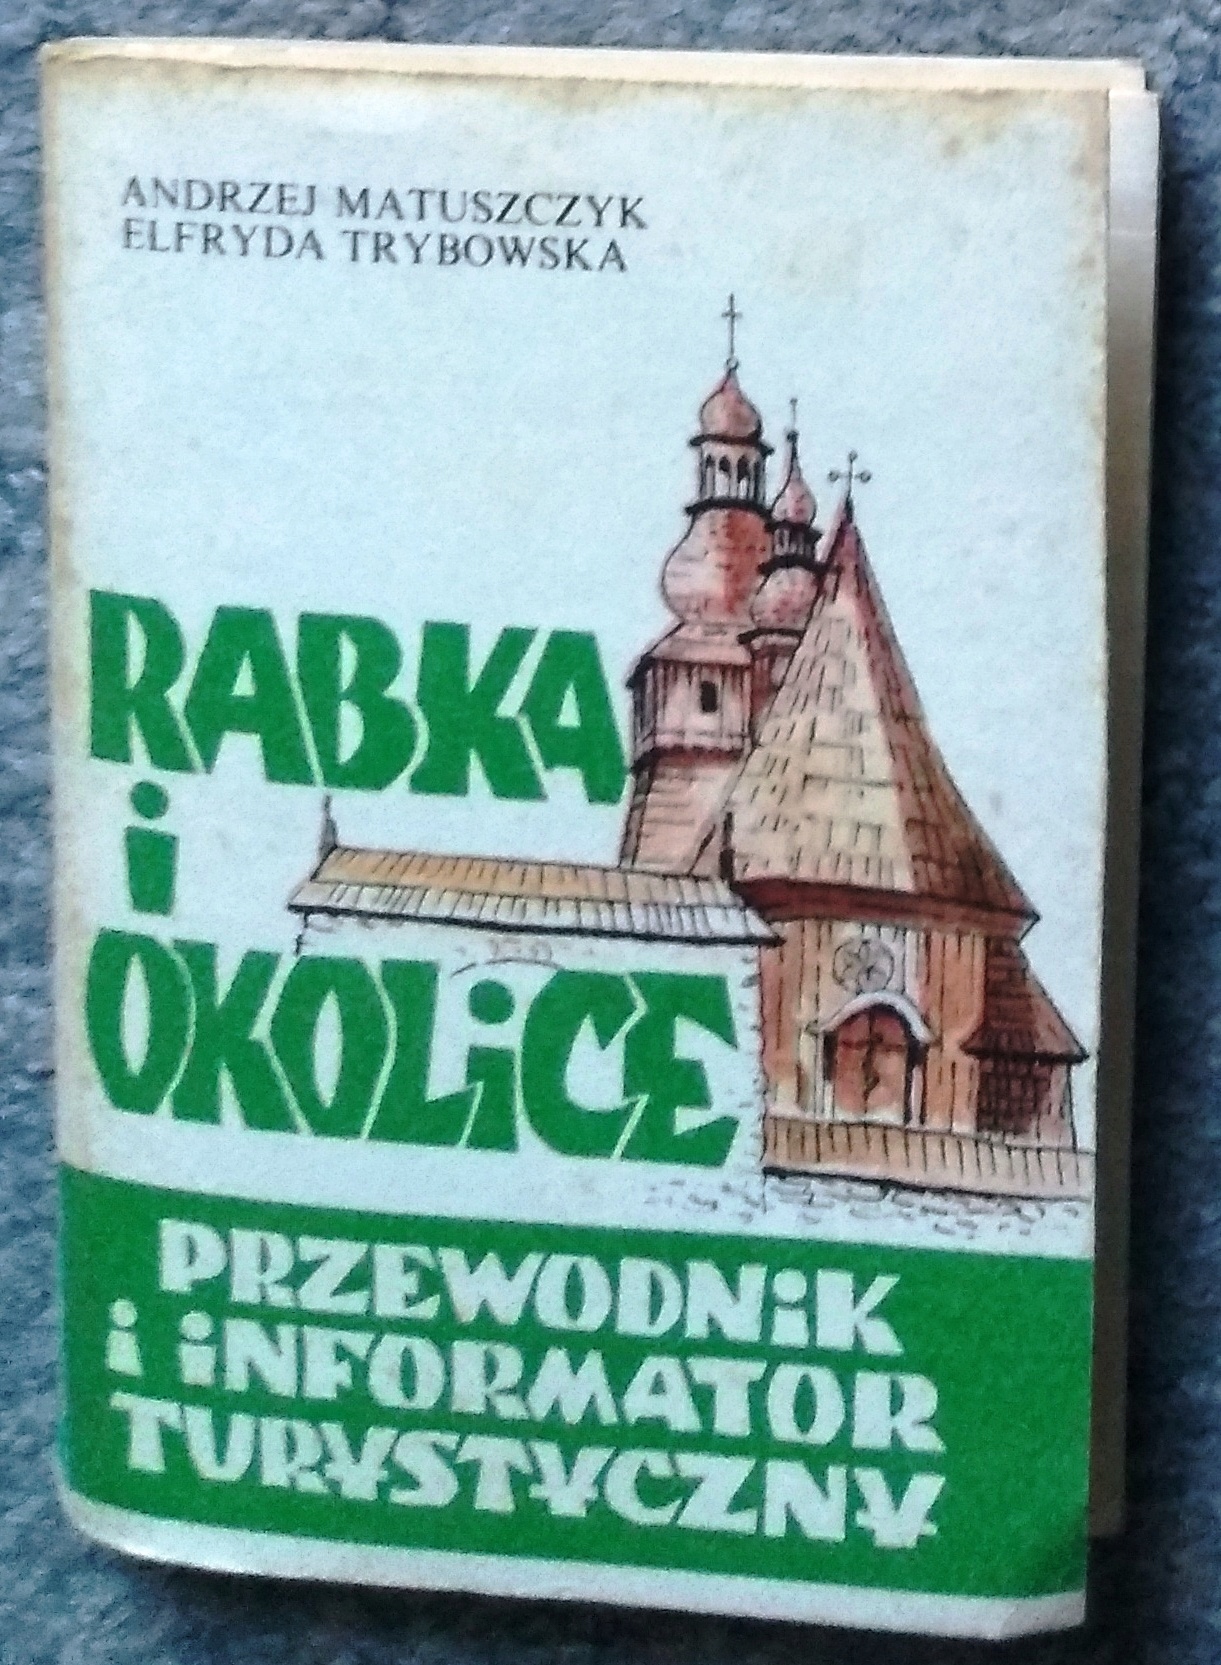 ANDRZEJ MATUSZCZYK
ELFRYDA TRYBOWSKA
RABKA
i
OKOLiCE
PRZEWODNiK
i iNFORMATOR
TURYSTYCZNY